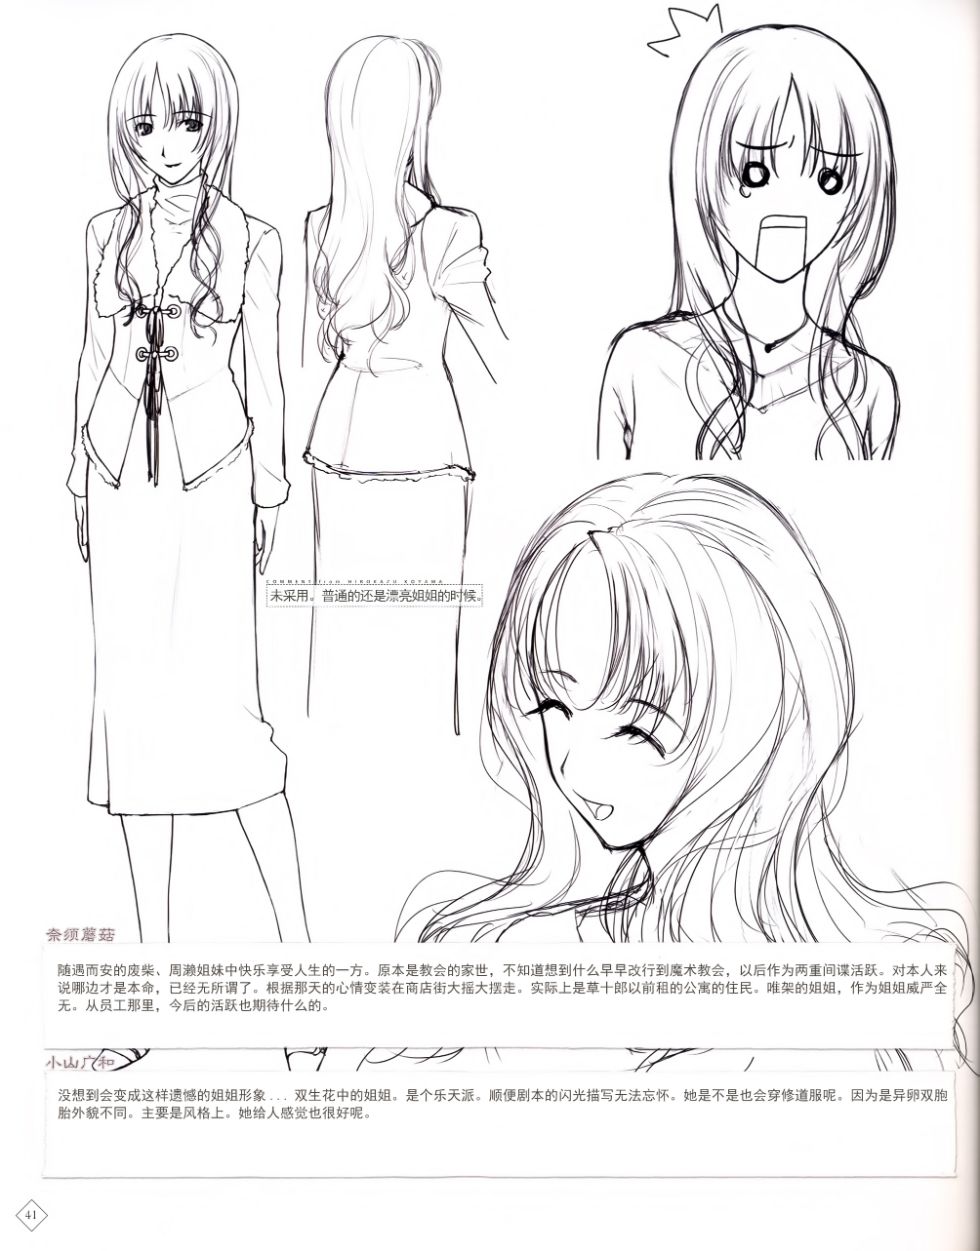 COMMENT from HIROKAZU KOYAMA
未采用。普通的还是漂亮姐姐的时候。
奈须蘑菇
随遇而安的废柴、周濑姐妹中快乐享受人生的一方。原本是教会的家世，不知道想到什么早早改行到魔术教会，以后作为两重间谍活跃。对本人来
说哪边才是本命，已经无所谓了。根据那天的心情变装在商店街大摇大摆走。实际上是草十郎以前租的公寓的住民。唯架的姐姐，作为姐姐威严全
无。从员工那里，今后的活跃也期待什么的。
小山广和
没想到会变成这样遗憾的姐姐形象... 双生花中的姐姐。是个乐天派。顺便剧本的闪光描写无法忘怀。她是不是也会穿修道服呢。因为是异卵双胞
胎外貌不同。主要是风格上。她给人感觉也很好呢。
41